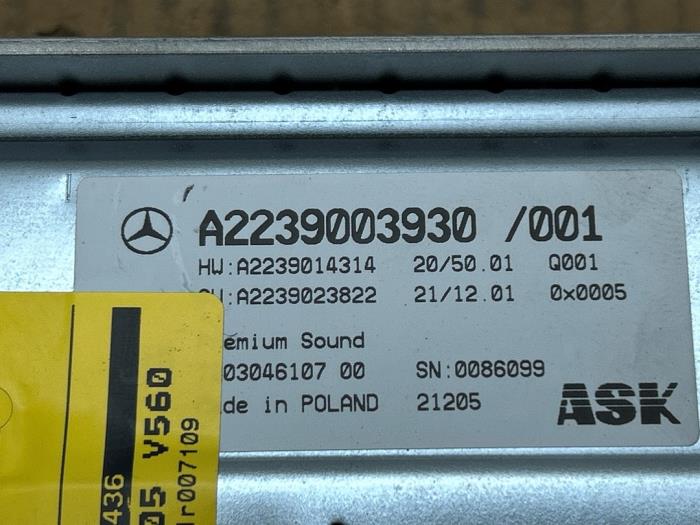 A2239003930 /001
HW:A2239014314 20/50.01 Q001
:A2239023822 21/12.01 0x0005
emium Sound
03046107 00 SN:0086099
de in POLAND 21205
ASK
436
05 V560
007109